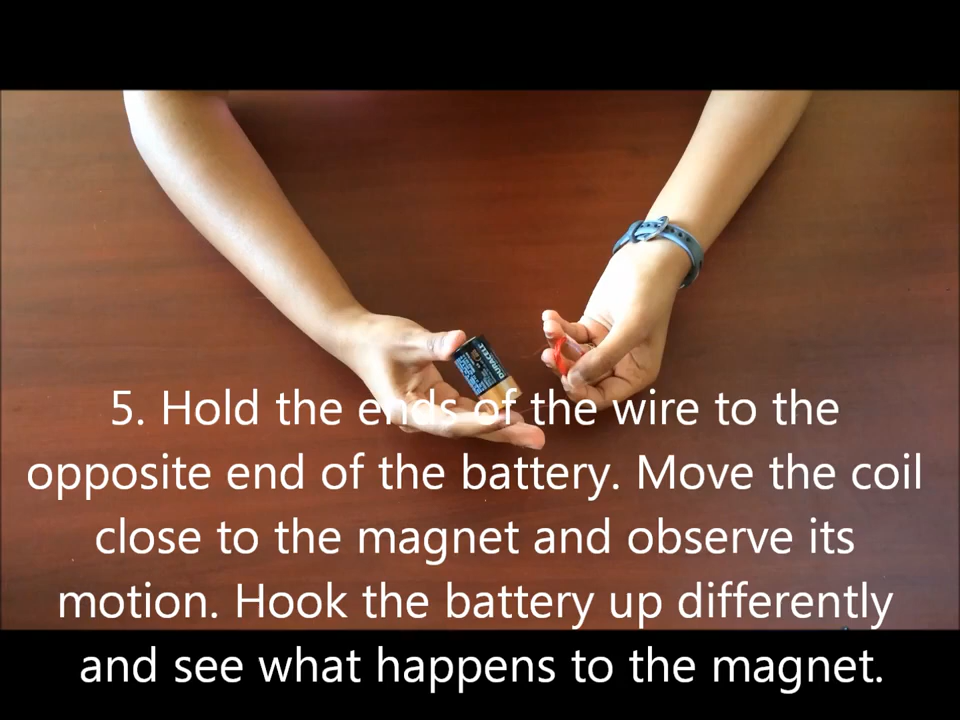 DURACELL
5. Hold the ends of the wire to the
opposite end of the battery. Move the coil
close to the magnet and observe its
motion. Hook the battery up differently
and see what happens to the magnet.